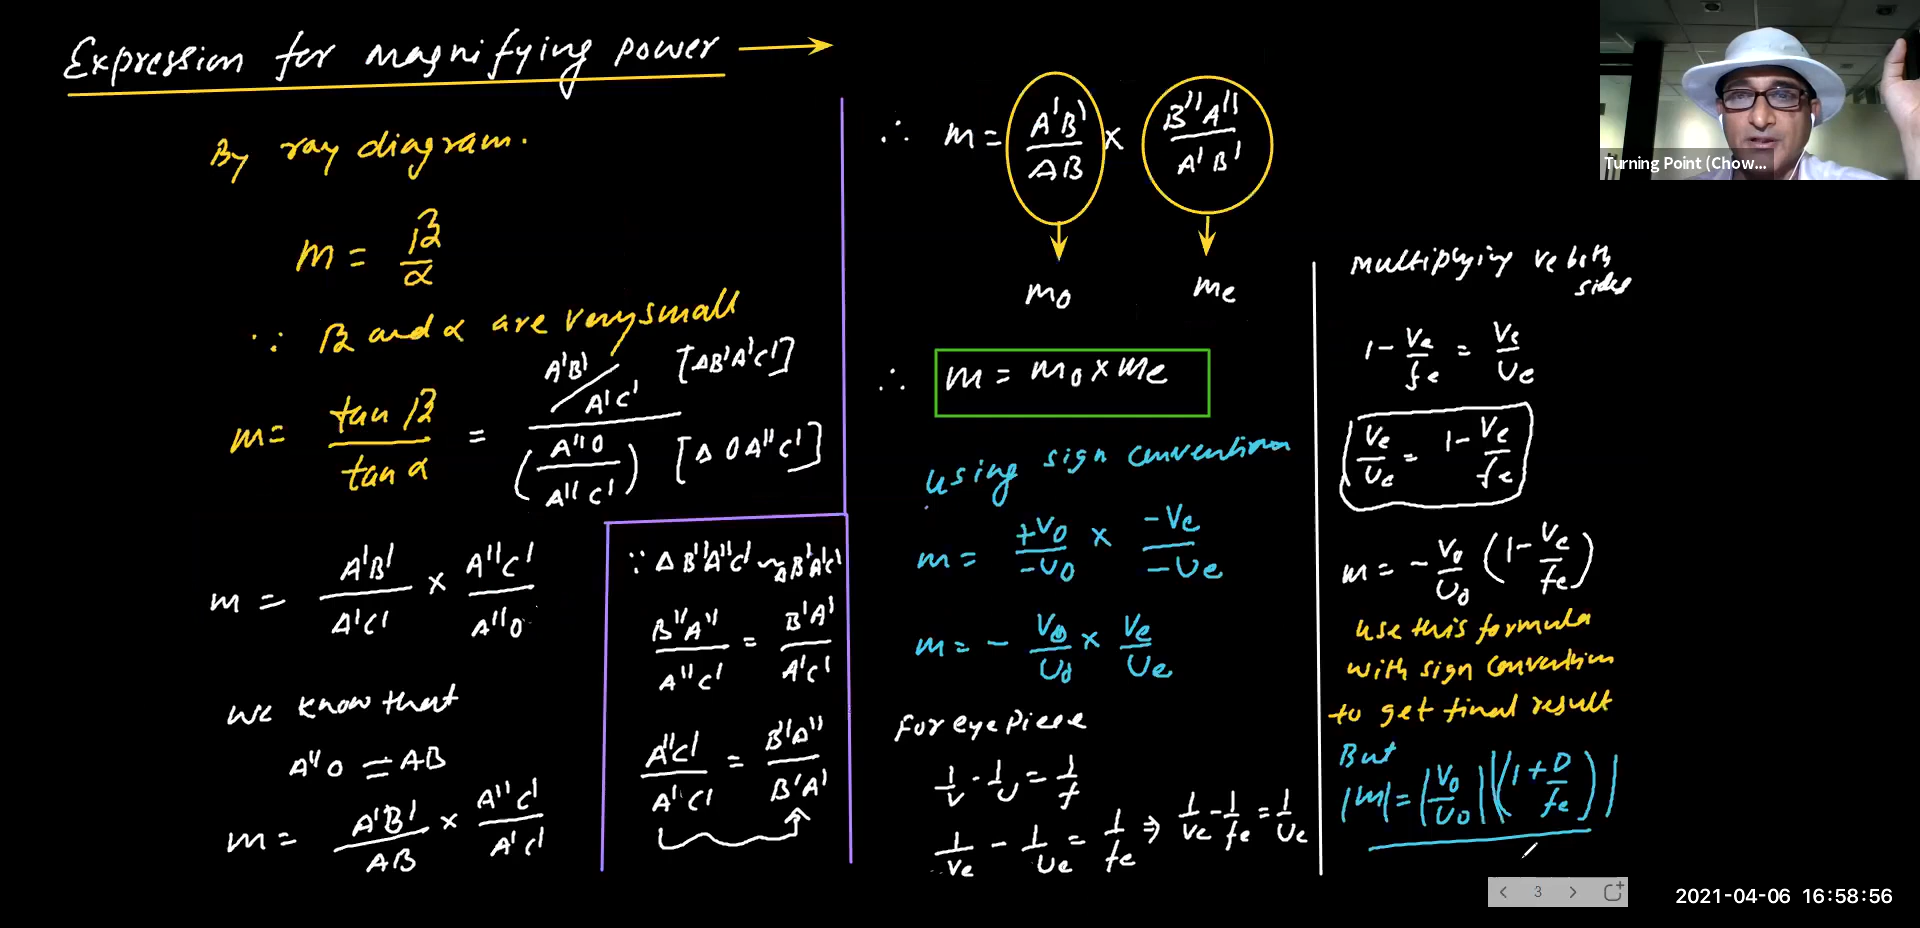 Expression for magnifying power →
By ray diagram.
m = β/α
∵ β and α are very small
m = tan β / tan α = (A'B' / A'C') / (A"O / A"C') [ΔB'A'C'] [ΔOA"C']
m = A'B'/A'C' × A"C'/A"O
We know that
A"O = AB
m = A'B'/AB × A"C'/A'C'
∵ ΔB"A"C' ~ ΔB'A'C'
B"A"/A"C' = B'A'/A'C'
A"C'/A'C' = B"A"/B'A'
∴ m = A'B'/AB × B"A"/A'B'
mo me
∴ m = mo × me
using sign convention
m = +Vo/-Uo × -Ve/-Ue
m = - Vo/Uo × Ve/Ue
For eye piece
1/V - 1/U = 1/f
1/Ve - 1/Ue = 1/fe ⇒ 1/Ve - 1/fe = 1/Ue
Multiplying ve both
sides
1 - Ve/fe = Ve/Ue
Ve/Ue = 1 - Ve/fe
m = - Vo/Uo (1 - Ve/fe)
use this formula
with sign convention
to get final result
But
|m| = |Vo/Uo| |(1 + D/fe)|
Turning Point (Chow...
3
2021-04-06 16:58:56